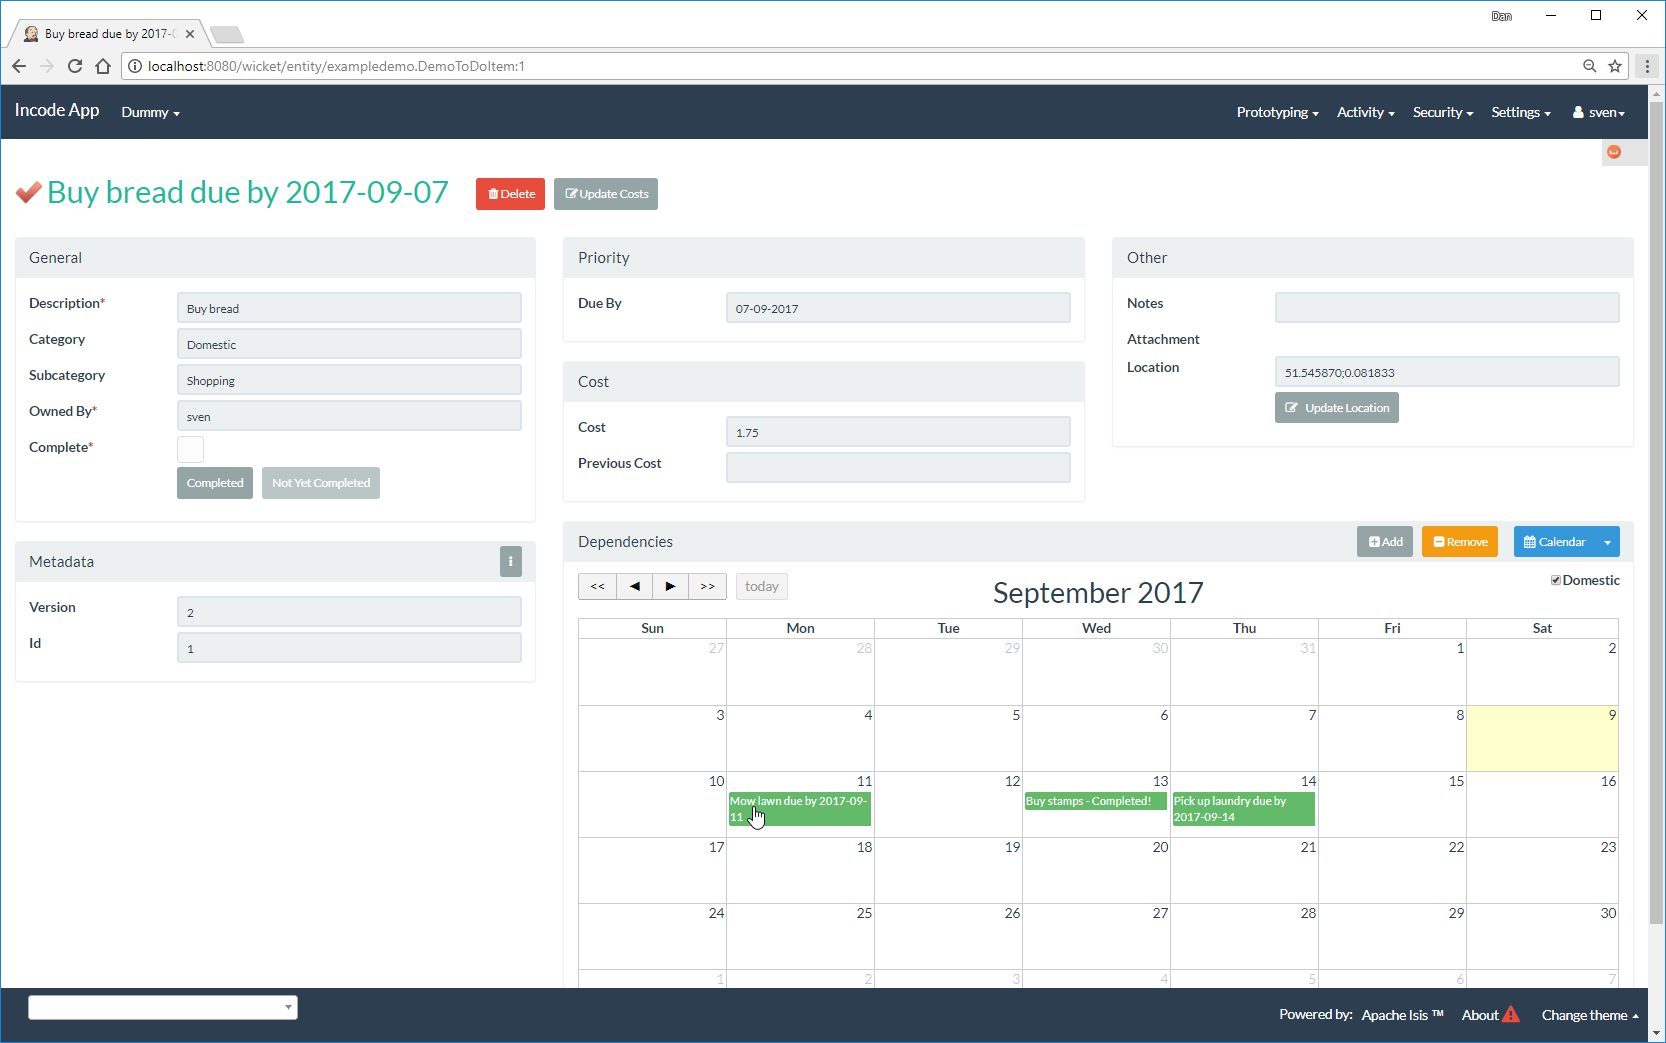 Dan
Buy bread due by 2017-0
localhost:8080/wicket/entity/exampledemo.DemoToDoItem:1
Incode App Dummy Prototyping Activity Security Settings sven
Buy bread due by 2017-09-07 Delete Update Costs
General
Description* Buy bread
Category Domestic
Subcategory Shopping
Owned By* sven
Complete*
Completed Not Yet Completed
Metadata
Version 2
Id 1
Priority
Due By 07-09-2017
Cost
Cost 1.75
Previous Cost
Other
Notes
Attachment
Location 51.545870;0.081833
Update Location
Dependencies Add Remove Calendar
<< ◀ ▶ >> today September 2017 Domestic
Sun Mon Tue Wed Thu Fri Sat
27 28 29 30 31 1 2
3 4 5 6 7 8 9
10 11 12 13 14 15 16
Mow lawn due by 2017-09-
11
Buy stamps - Completed!
Pick up laundry due by
2017-09-14
17 18 19 20 21 22 23
24 25 26 27 28 29 30
1 2 3 4 5 6 7
Powered by: Apache Isis ™ About Change theme